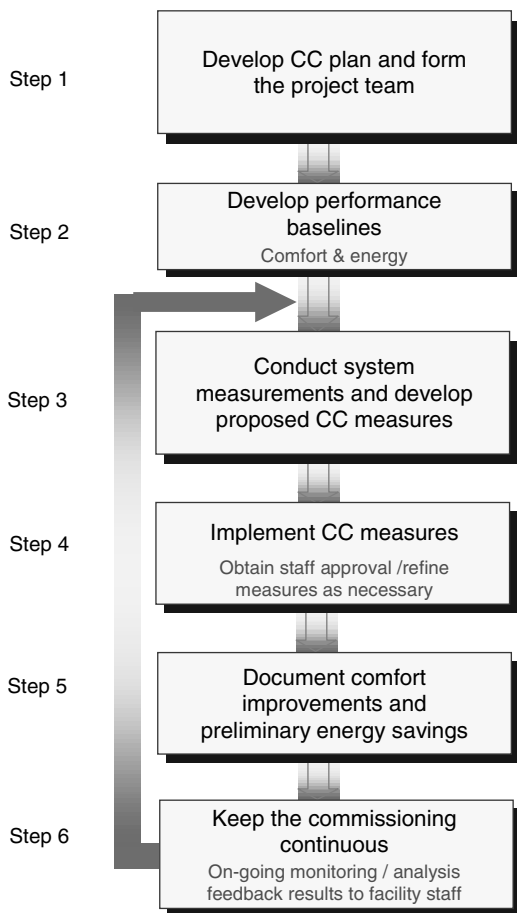 Step 1
Develop CC plan and form
the project team
Step 2
Develop performance
baselines
Comfort & energy
Step 3
Conduct system
measurements and develop
proposed CC measures
Step 4
Implement CC measures
Obtain staff approval /refine
measures as necessary
Step 5
Document comfort
improvements and
preliminary energy savings
Step 6
Keep the commissioning
continuous
On-going monitoring / analysis
feedback results to facility staff